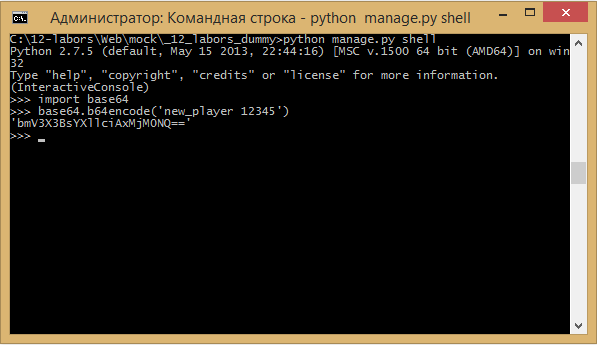 Администратор: Командная строка - python manage.py shell
C:\12-labors\Web\mock\_12_labors_dummy>python manage.py shell
Python 2.7.5 (default, May 15 2013, 22:44:16) [MSC v.1500 64 bit (AMD64)] on win
32
Type "help", "copyright", "credits" or "license" for more information.
(InteractiveConsole)
>>> import base64
>>> base64.b64encode('new_player 12345')
'bmV3X3BsYXllciAxMjM0NQ=='
>>>